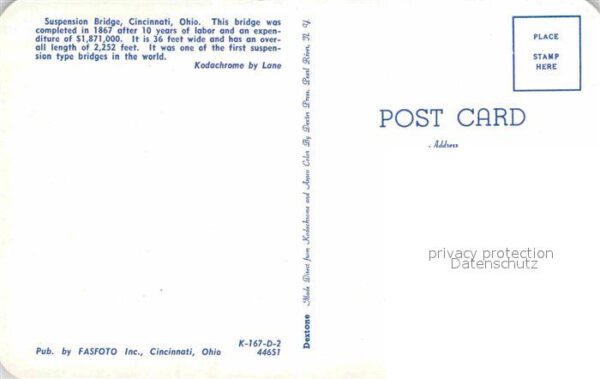 Suspension Bridge, Cincinnati, Ohio. This bridge was
completed in 1867 after 10 years of labor and an expen-
diture of $1,871,000. It is 36 feet wide and has an over-
all length of 2,252 feet. It was one of the first suspen-
sion type bridges in the world.
Kodachrome by Lane
Pub. by FASFOTO Inc., Cincinnati, Ohio
K-167-D-2
44651
Dextone Made Direct from Kodachrome and Ansco Color By Dexter Press, Pearl River, N. Y.
PLACE
STAMP
HERE
POST CARD
Address
privacy protection
Datenschutz